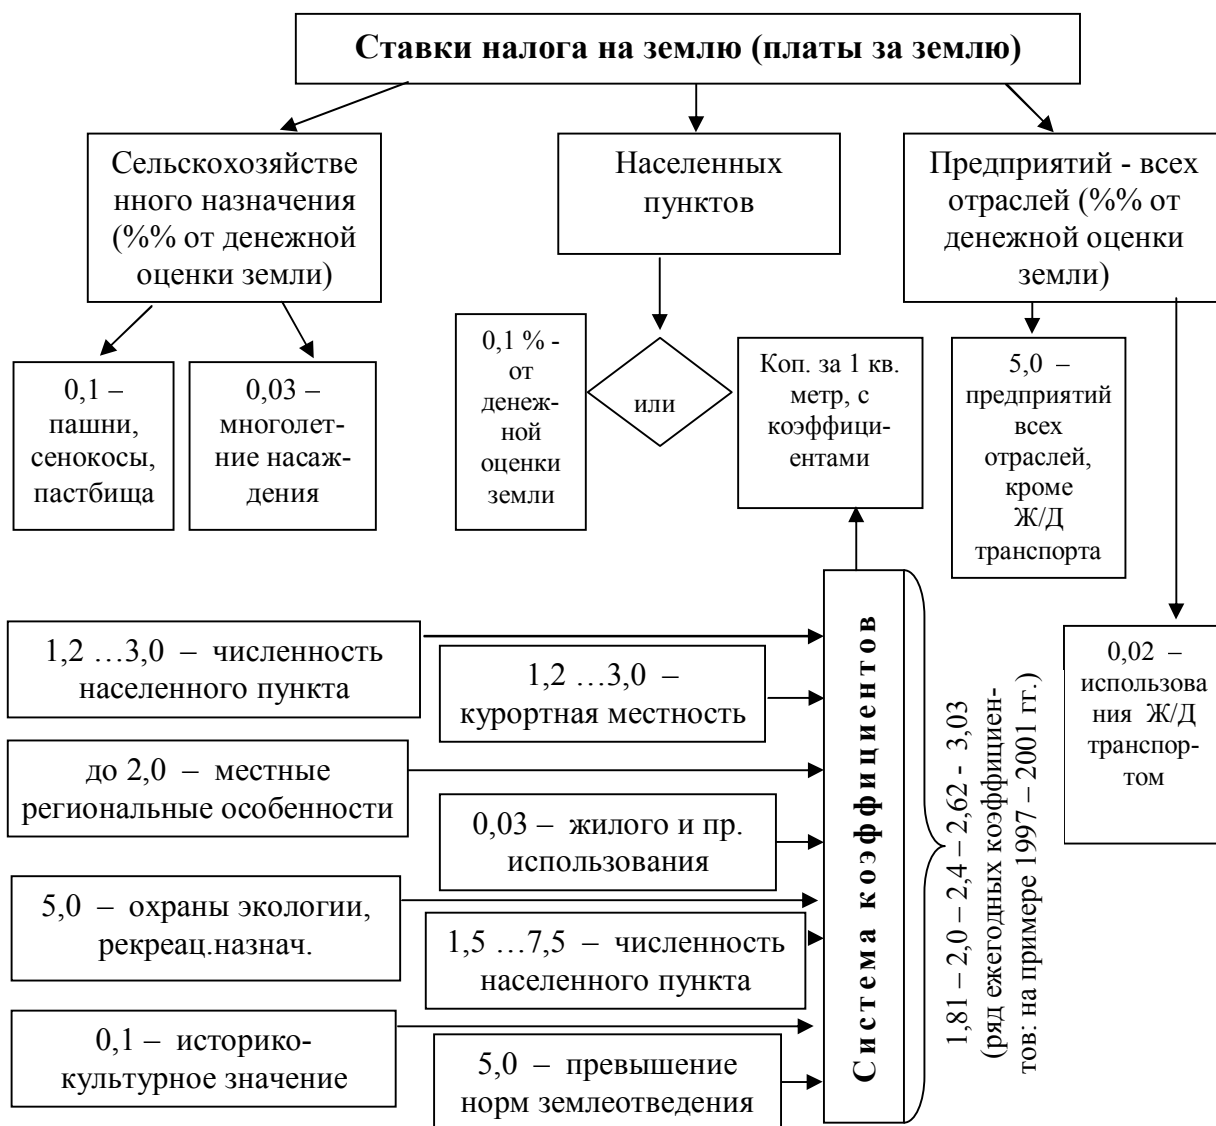 Ставки налога на землю (платы за землю)
Сельскохозяйстве
нного назначения
(%% от денежной
оценки земли)
Населенных
пунктов
Предприятий - всех
отраслей (%% от
денежной оценки
земли)
0,1 –
пашни,
сенокосы,
пастбища
0,03 –
многолет-
ние насаж-
дения
0,1 % -
от
денеж-
ной
оценки
земли
или
Коп. за 1 кв.
метр, с
коэффици-
ентами
5,0 –
предприятий
всех
отраслей,
кроме
Ж/Д
транспорта
0,02 –
использова
ния Ж/Д
транспор-
том
1,2 …3,0 – численность
населенного пункта
1,2 …3,0 –
курортная местность
до 2,0 – местные
региональные особенности
0,03 – жилого и пр.
использования
5,0 – охраны экологии,
рекреац.назнач.
1,5 …7,5 – численность
населенного пункта
0,1 – историко-
культурное значение
5,0 – превышение
норм землеотведения
Система коэффициентов
1,81 – 2,0 – 2,4 – 2,62 - 3,03
(ряд ежегодных коэффициен-
тов: на примере 1997 – 2001 гг.)